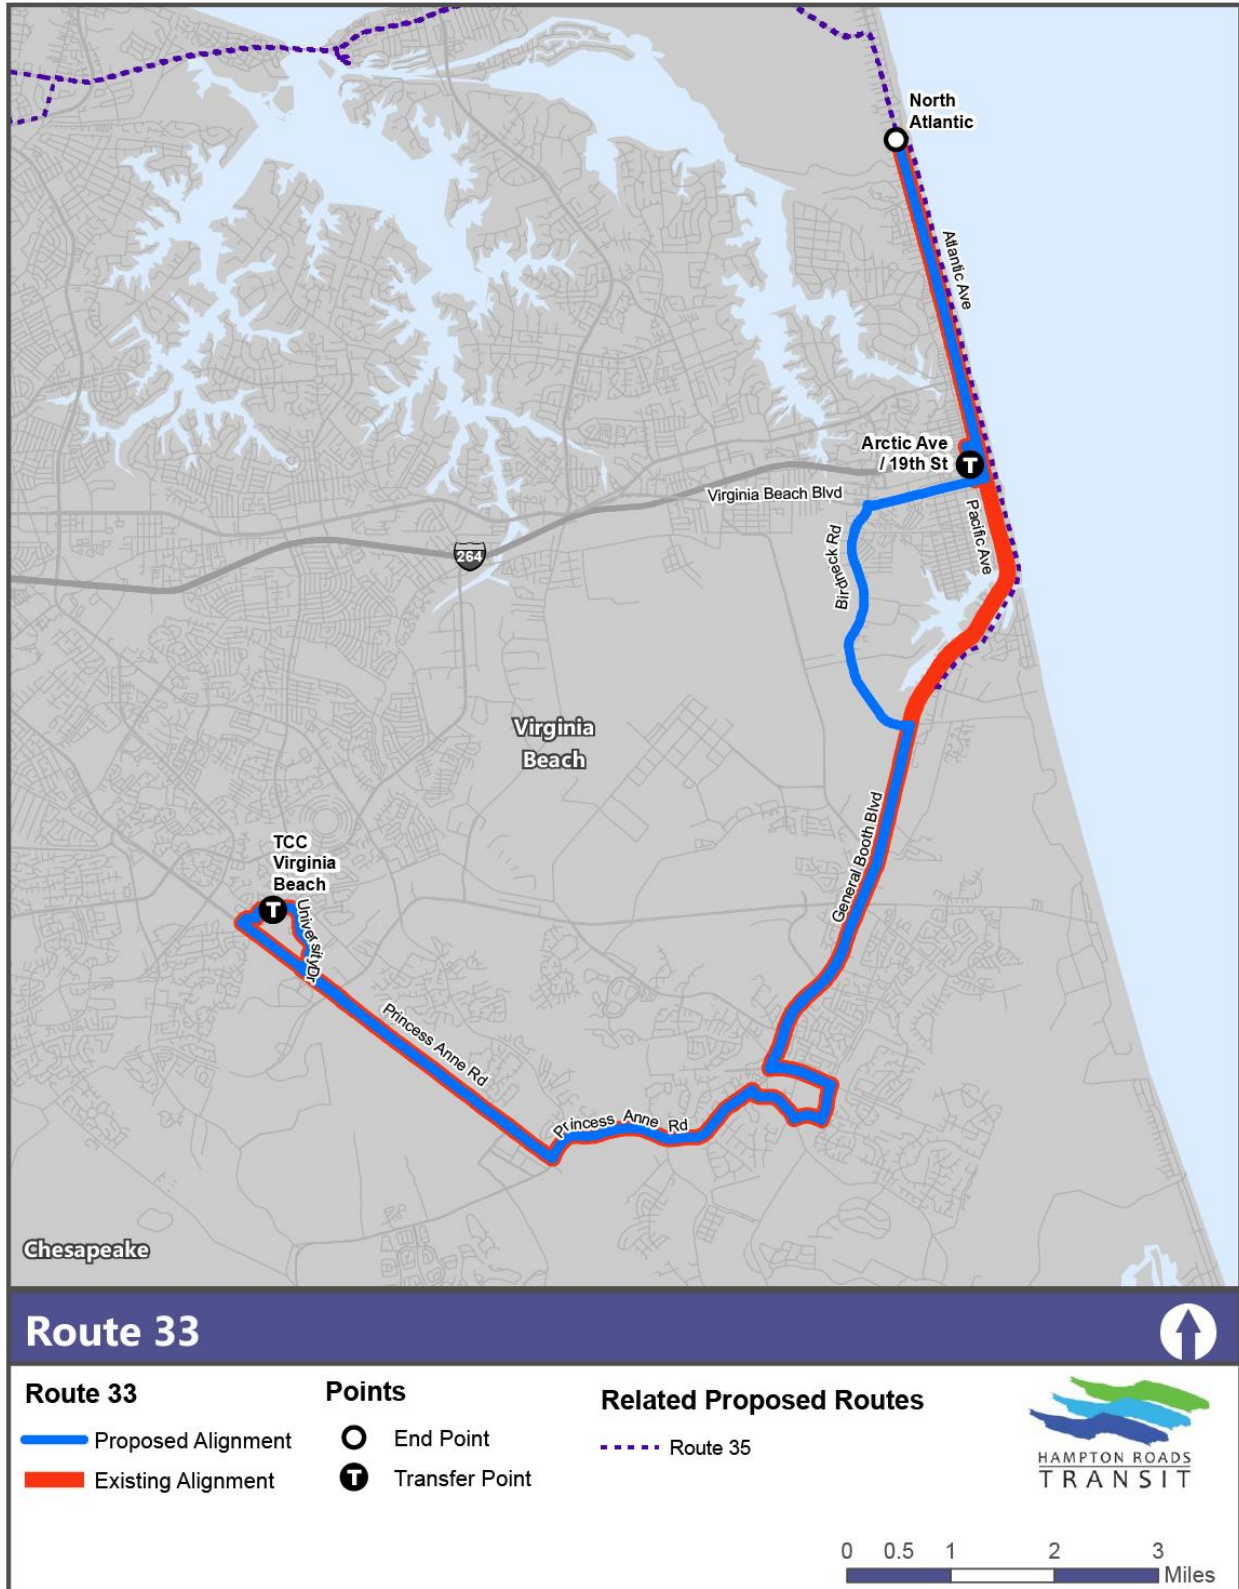 North
Atlantic
Atlantic Ave
Arctic Ave
/ 19th St
T
Virginia Beach Blvd
Pacific Ave
264
Birdneck Rd
Virginia
Beach
General Booth Blvd
TCC
Virginia
Beach
T
University Dr
Princess Anne Rd
Princess Anne Rd
Chesapeake
Route 33
Route 33
Proposed Alignment
Existing Alignment
Points
End Point
T Transfer Point
Related Proposed Routes
Route 35
HAMPTON ROADS
TRANSIT
0 0.5 1 2 3
Miles